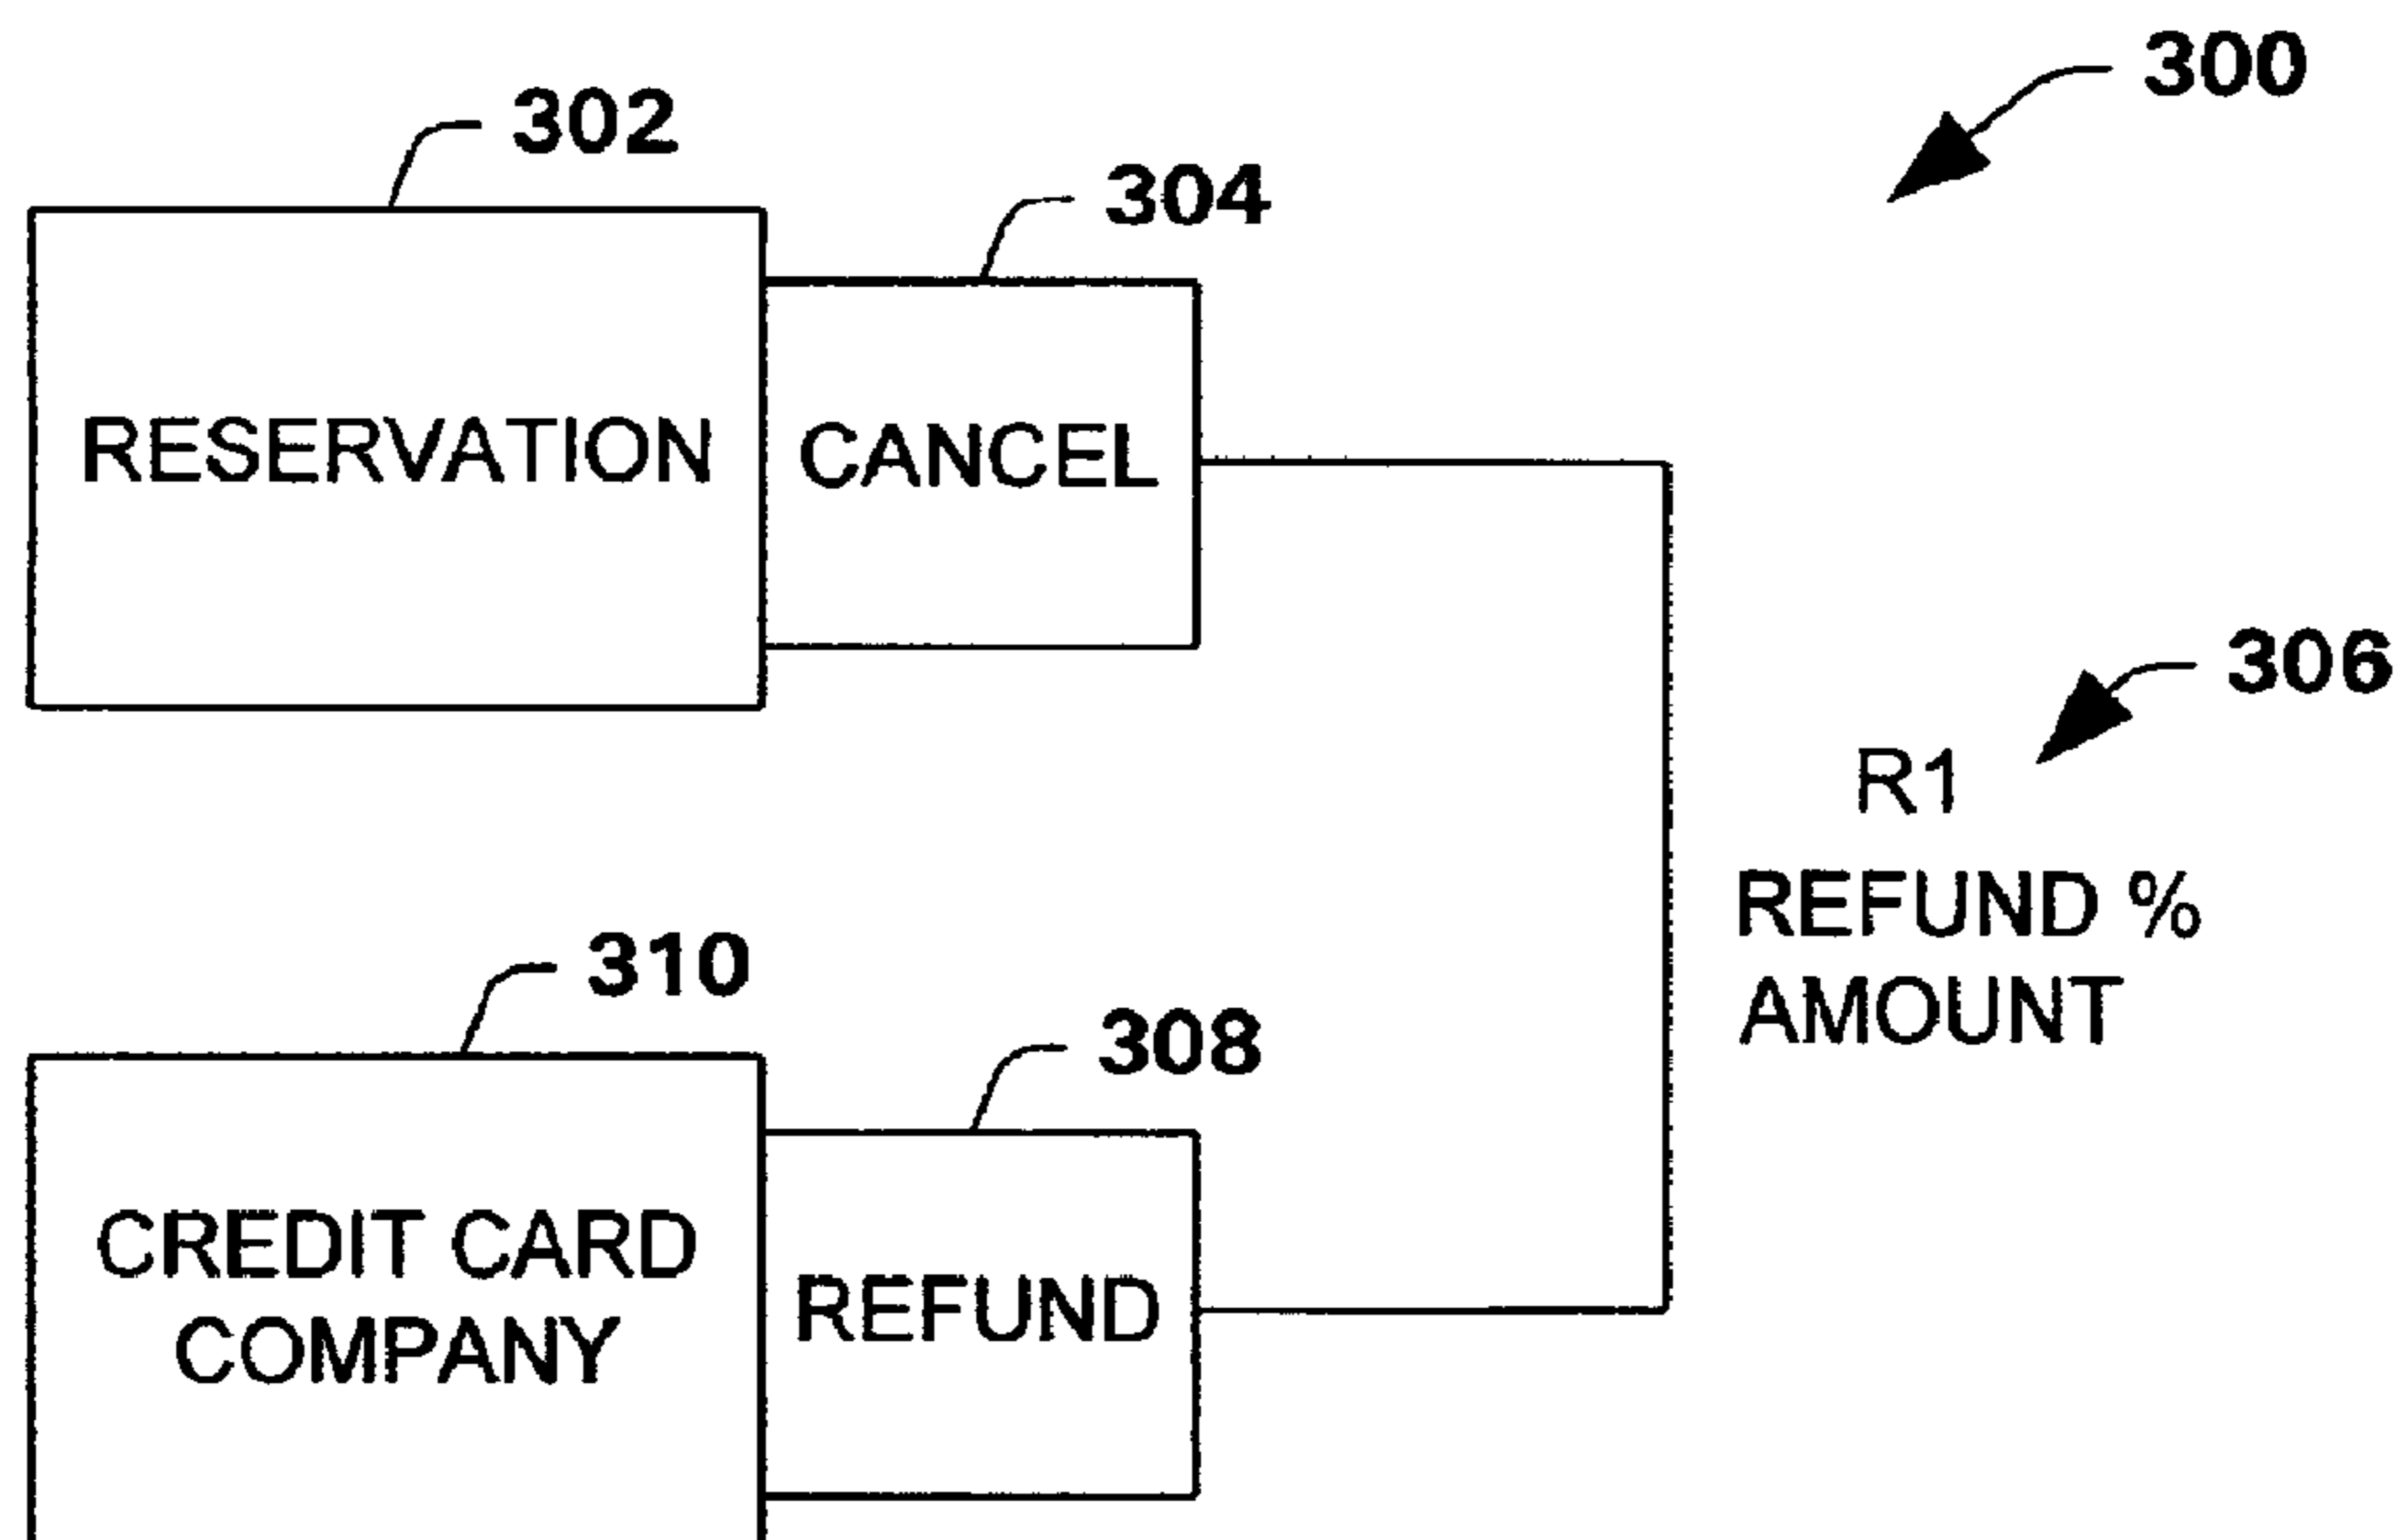 300
302
304
RESERVATION
CANCEL
306
R1
REFUND %
AMOUNT
310
308
CREDIT CARD
COMPANY
REFUND